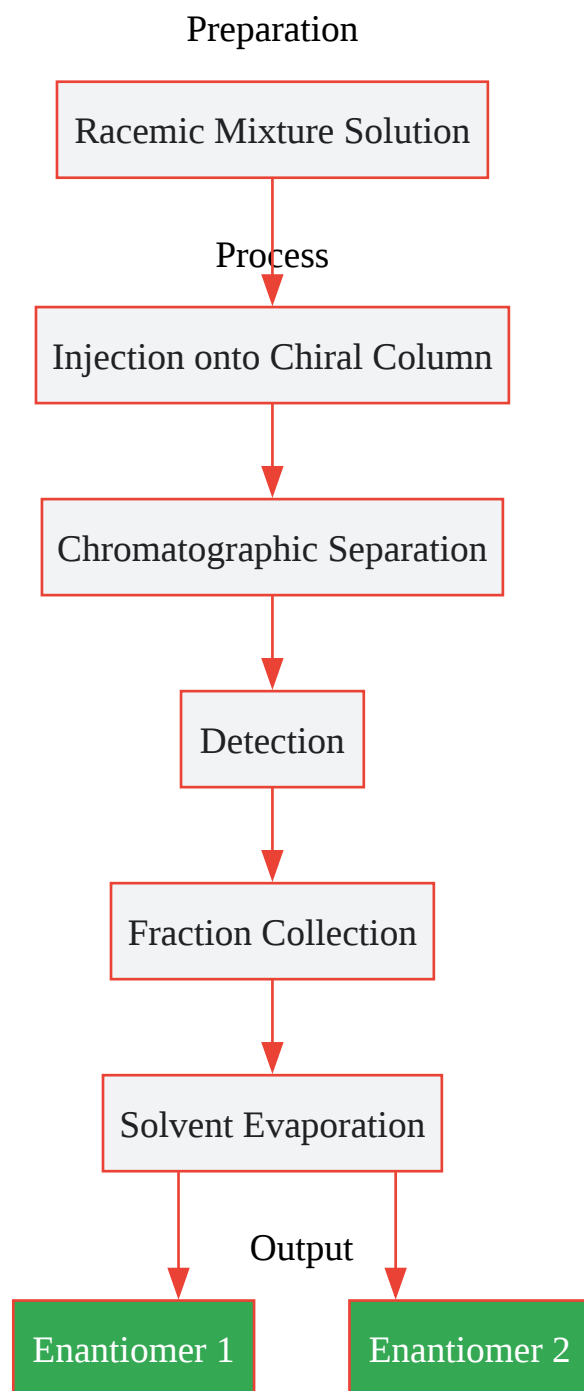 Preparation
Racemic Mixture Solution
Process
Injection onto Chiral Column
Chromatographic Separation
Detection
Fraction Collection
Solvent Evaporation
Output
Enantiomer 1
Enantiomer 2